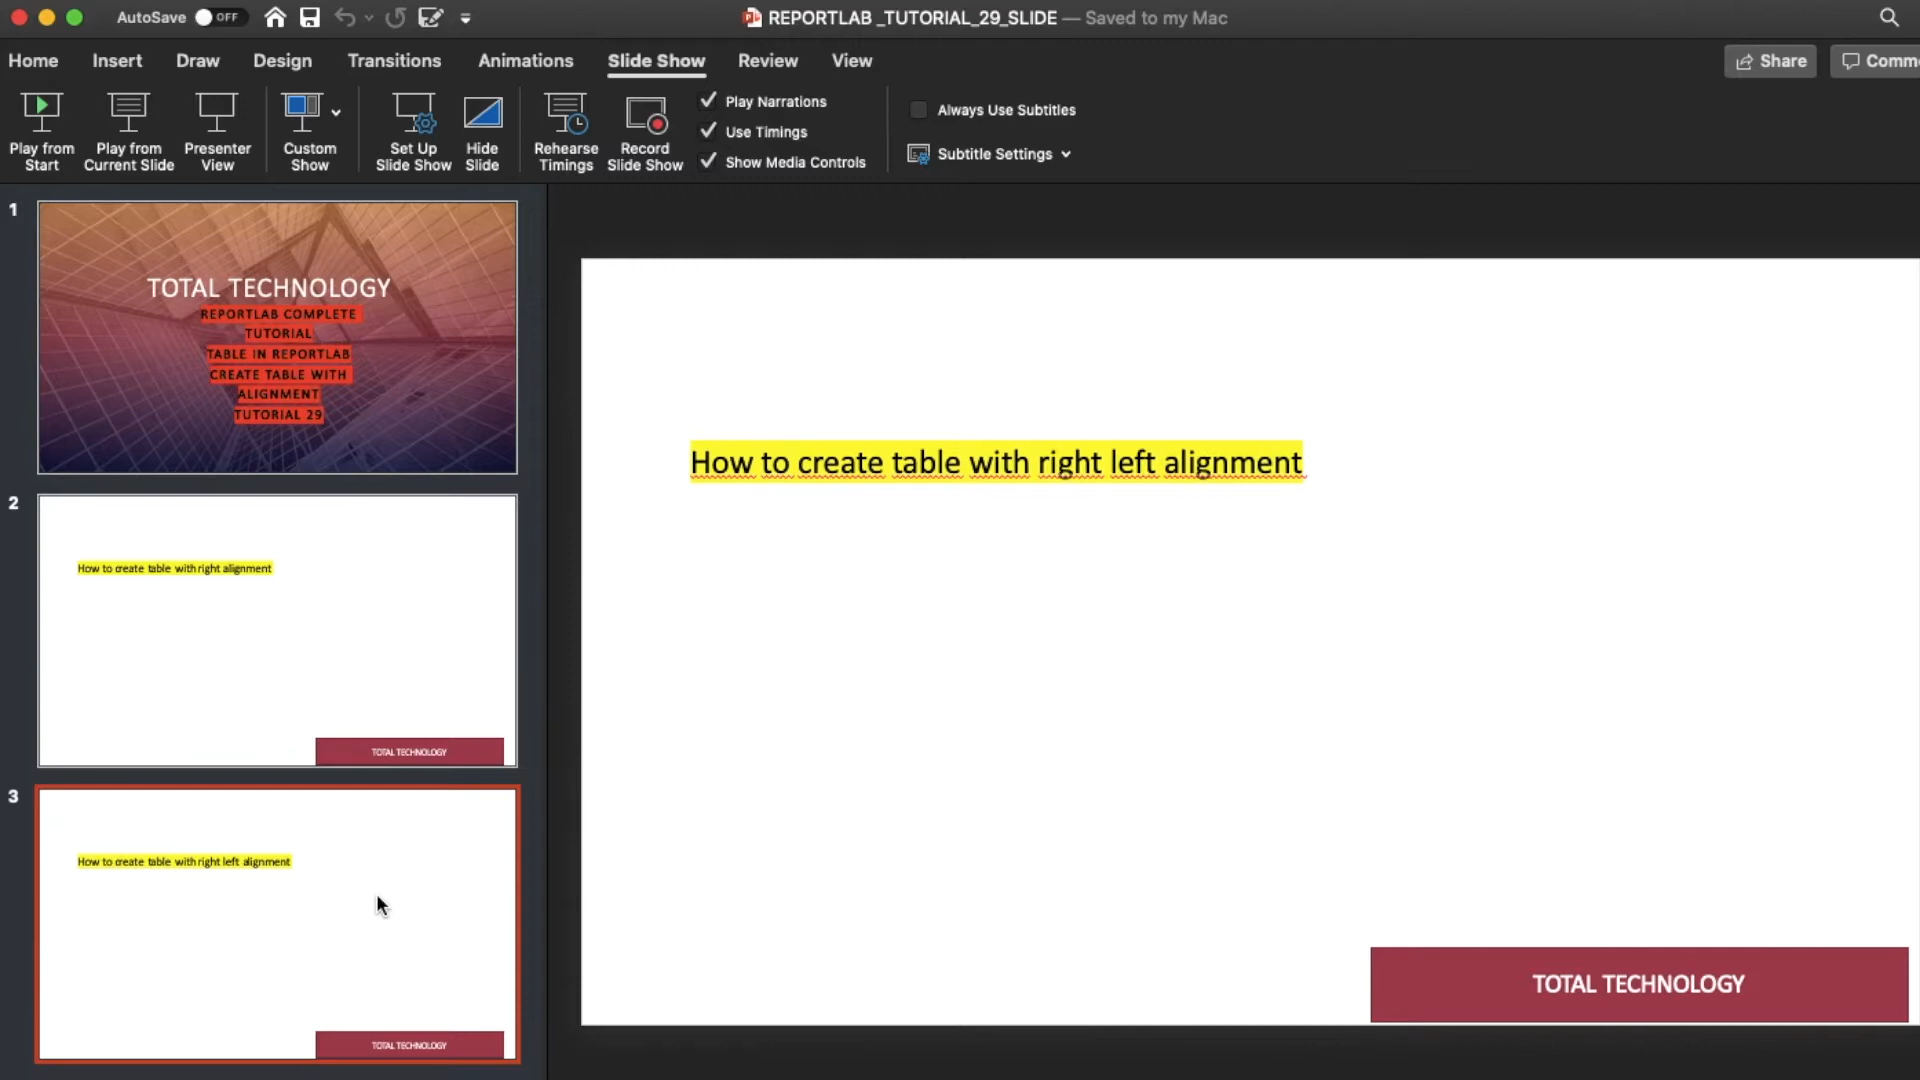 AutoSave OFF
REPORTLAB _TUTORIAL_29_SLIDE — Saved to my Mac
Home Insert Draw Design Transitions Animations Slide Show Review View
Share
Comme
Play from Start
Play from Current Slide
Presenter View
Custom Show
Set Up Slide Show
Hide Slide
Rehearse Timings
Record Slide Show
Play Narrations
Use Timings
Show Media Controls
Always Use Subtitles
Subtitle Settings
1
TOTAL TECHNOLOGY
REPORTLAB COMPLETE
TUTORIAL
TABLE IN REPORTLAB
CREATE TABLE WITH
ALIGNMENT
TUTORIAL 29
2
How to create table with right alignment
TOTAL TECHNOLOGY
3
How to create table with right left alignment
TOTAL TECHNOLOGY
How to create table with right left alignment
TOTAL TECHNOLOGY